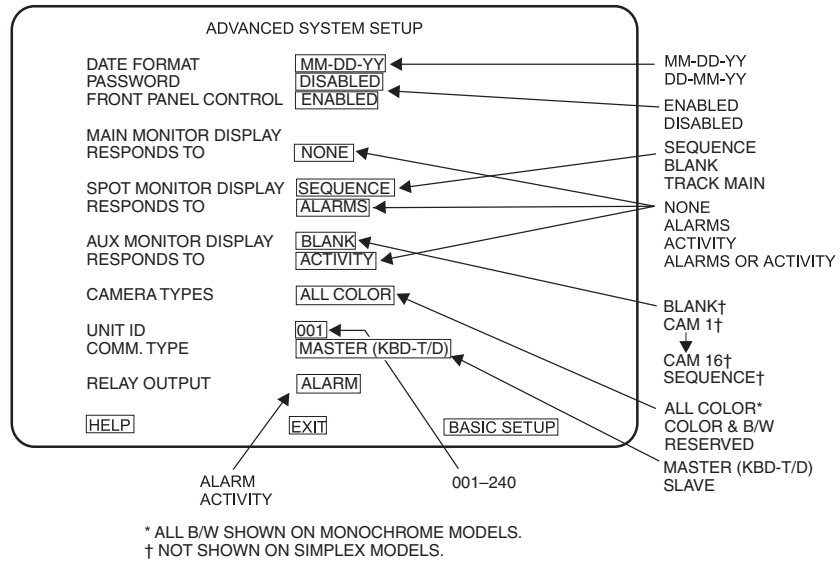 ADVANCED SYSTEM SETUP
DATE FORMAT MM-DD-YY
PASSWORD DISABLED
FRONT PANEL CONTROL ENABLED
MAIN MONITOR DISPLAY
RESPONDS TO NONE
SPOT MONITOR DISPLAY SEQUENCE
RESPONDS TO ALARMS
AUX MONITOR DISPLAY BLANK
RESPONDS TO ACTIVITY
CAMERA TYPES ALL COLOR
UNIT ID 001
COMM. TYPE MASTER (KBD-T/D)
RELAY OUTPUT ALARM
HELP EXIT BASIC SETUP
MM-DD-YY
DD-MM-YY
ENABLED
DISABLED
SEQUENCE
BLANK
TRACK MAIN
NONE
ALARMS
ACTIVITY
ALARMS OR ACTIVITY
BLANK†
CAM 1†
CAM 16†
SEQUENCE†
ALL COLOR*
COLOR & B/W
RESERVED
MASTER (KBD-T/D)
SLAVE
ALARM
ACTIVITY
001–240
* ALL B/W SHOWN ON MONOCHROME MODELS.
† NOT SHOWN ON SIMPLEX MODELS.